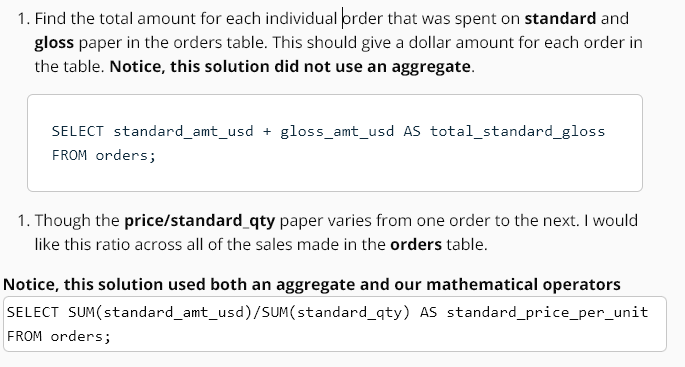 1. Find the total amount for each individual order that was spent on standard and
gloss paper in the orders table. This should give a dollar amount for each order in
the table. Notice, this solution did not use an aggregate.
SELECT standard_amt_usd + gloss_amt_usd AS total_standard_gloss
FROM orders;
1. Though the price/standard_qty paper varies from one order to the next. I would
like this ratio across all of the sales made in the orders table.
Notice, this solution used both an aggregate and our mathematical operators
SELECT SUM(standard_amt_usd)/SUM(standard_qty) AS standard_price_per_unit
FROM orders;